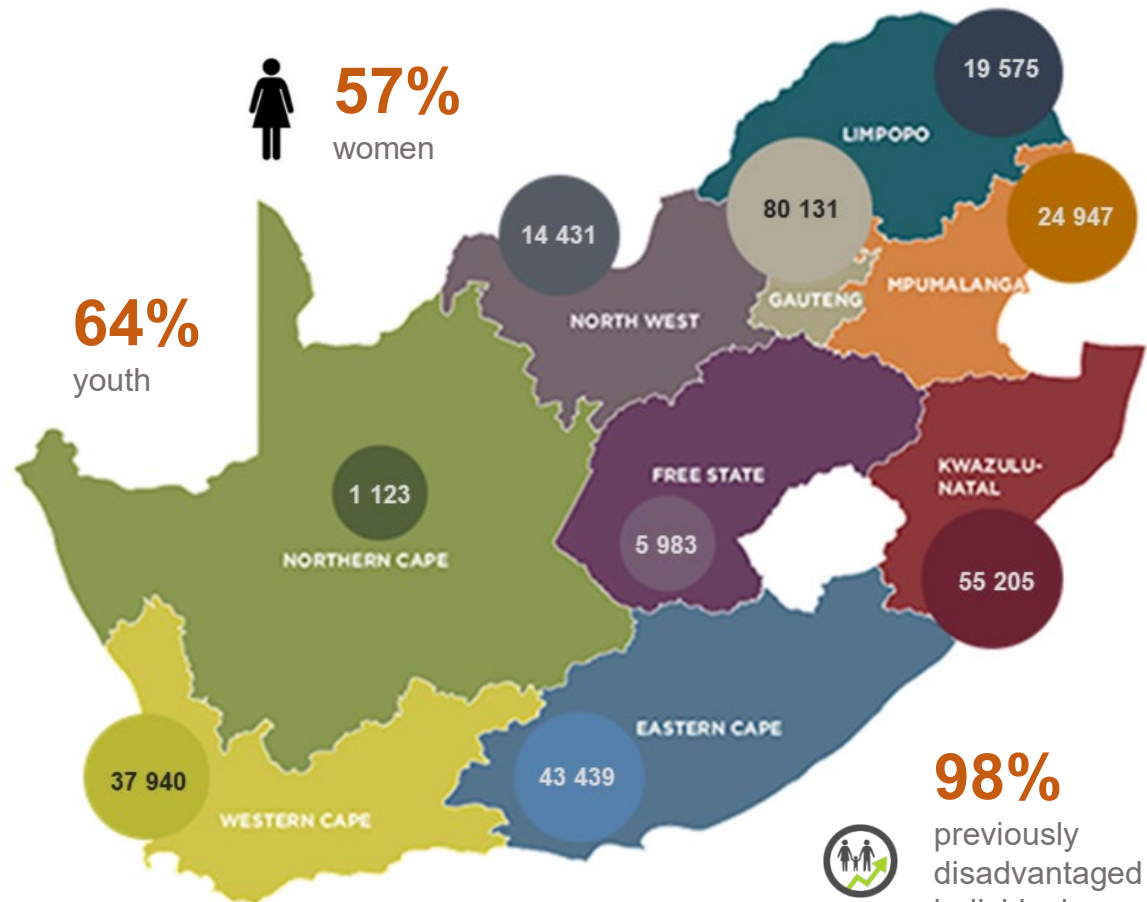 19 575
57%
women
LIMPOPO
80 131
24 947
14 431
MPUMALANGA
GAUTENG
64%
youth
NORTH WEST
KWAZULU-
NATAL
FREE STATE
1 123
5 983
NORTHERN CAPE
55 205
EASTERN CAPE
43 439
37 940
WESTERN CAPE
98%
previously
disadvantaged